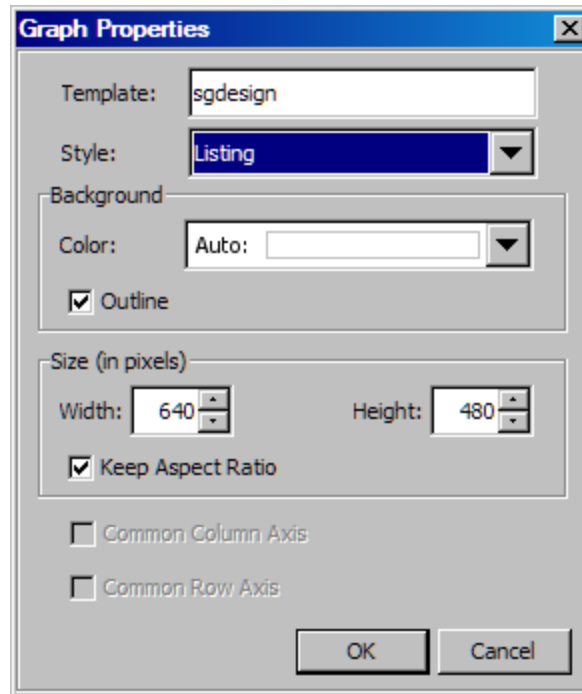 Graph Properties
Template: sgdesign
Style: Listing
Background
Color: Auto:
Outline
Size (in pixels)
Width: 640 Height: 480
Keep Aspect Ratio
Common Column Axis
Common Row Axis
OK Cancel